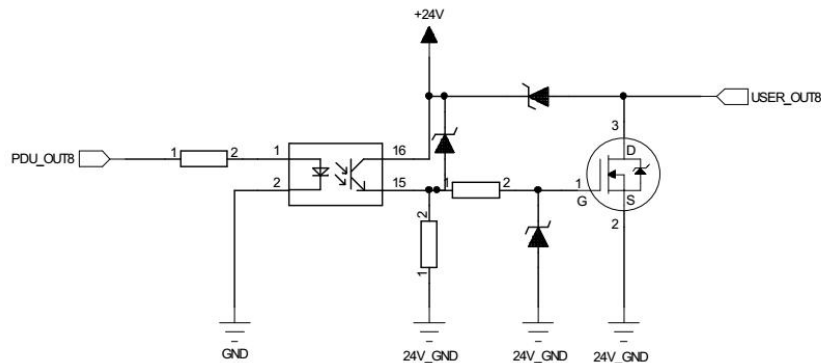 +24V
USER_OUT8
3
D
PDU_OUT8
1
2
1
16
2
15
1
2
1
G
S
2
2
1
GND
24V_GND
24V_GND
24V_GND